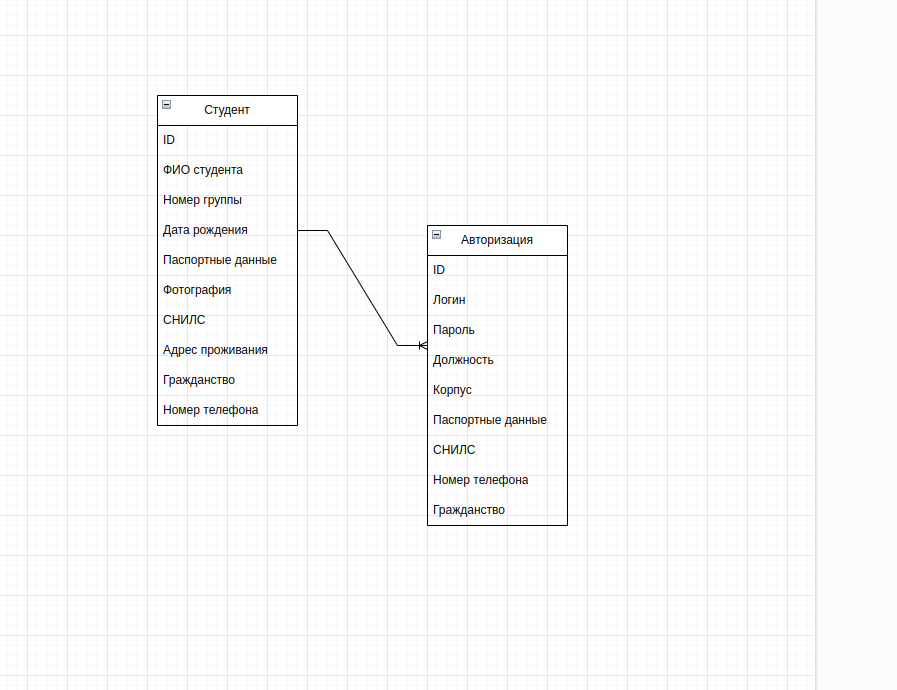 Студент
ID
ФИО студента
Номер группы
Дата рождения
Паспортные данные
Фотография
СНИЛС
Адрес проживания
Гражданство
Номер телефона
Авторизация
ID
Логин
Пароль
Должность
Корпус
Паспортные данные
СНИЛС
Номер телефона
Гражданство